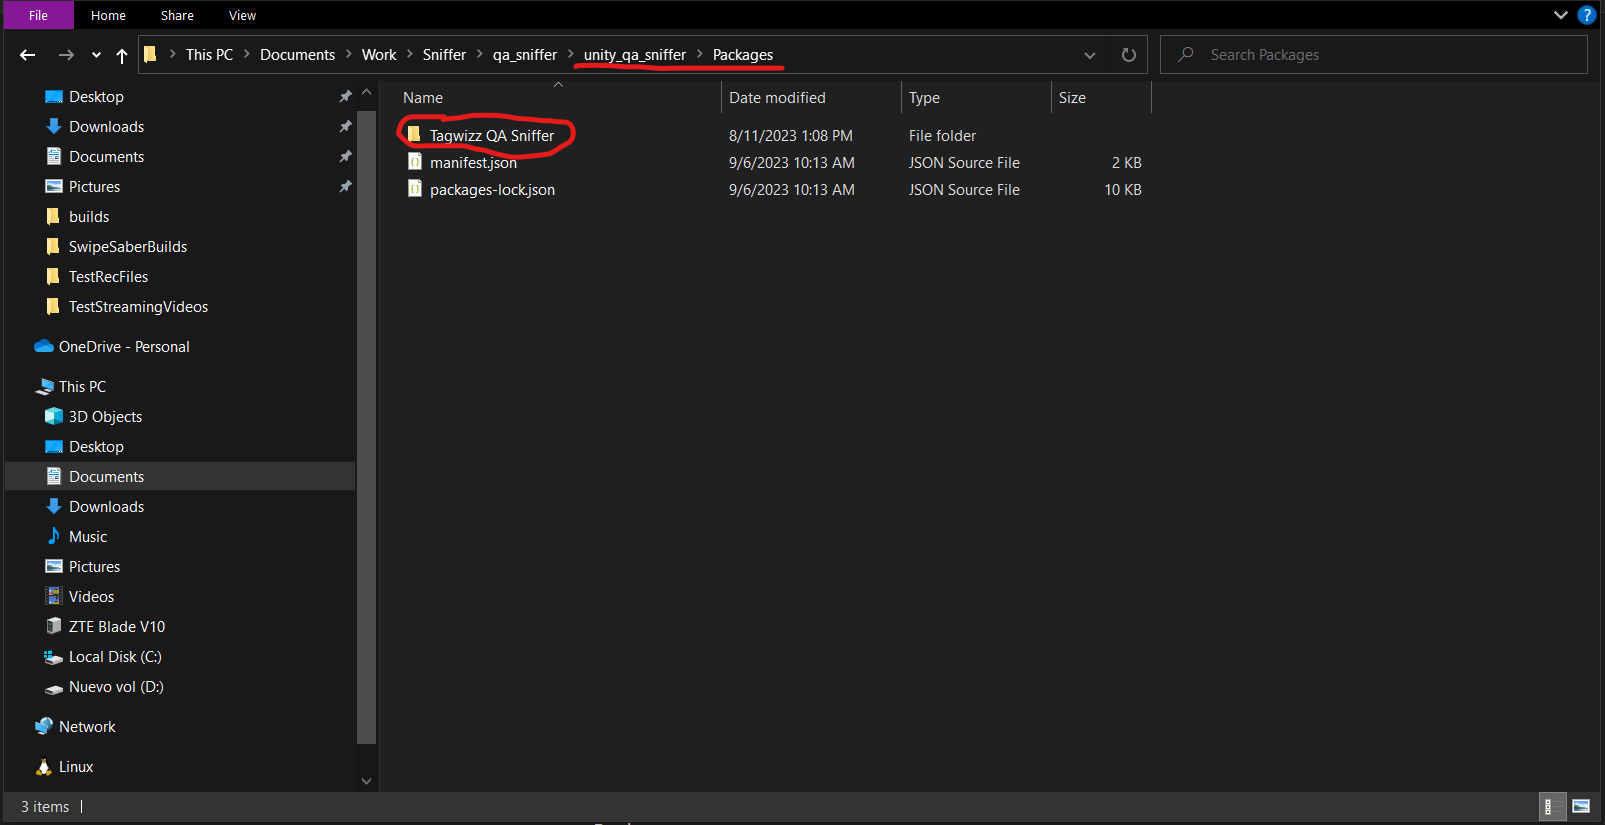 File Home Share View
This PC > Documents > Work > Sniffer > qa_sniffer > unity_qa_sniffer > Packages
Search Packages
Desktop
Downloads
Documents
Pictures
builds
SwipeSaberBuilds
TestRecFiles
TestStreamingVideos
OneDrive - Personal
This PC
3D Objects
Desktop
Documents
Downloads
Music
Pictures
Videos
ZTE Blade V10
Local Disk (C:)
Nuevo vol (D:)
Network
Linux
Name Date modified Type Size
Tagwizz QA Sniffer 8/11/2023 1:08 PM File folder
manifest.json 9/6/2023 10:13 AM JSON Source File 2 KB
packages-lock.json 9/6/2023 10:13 AM JSON Source File 10 KB
3 items